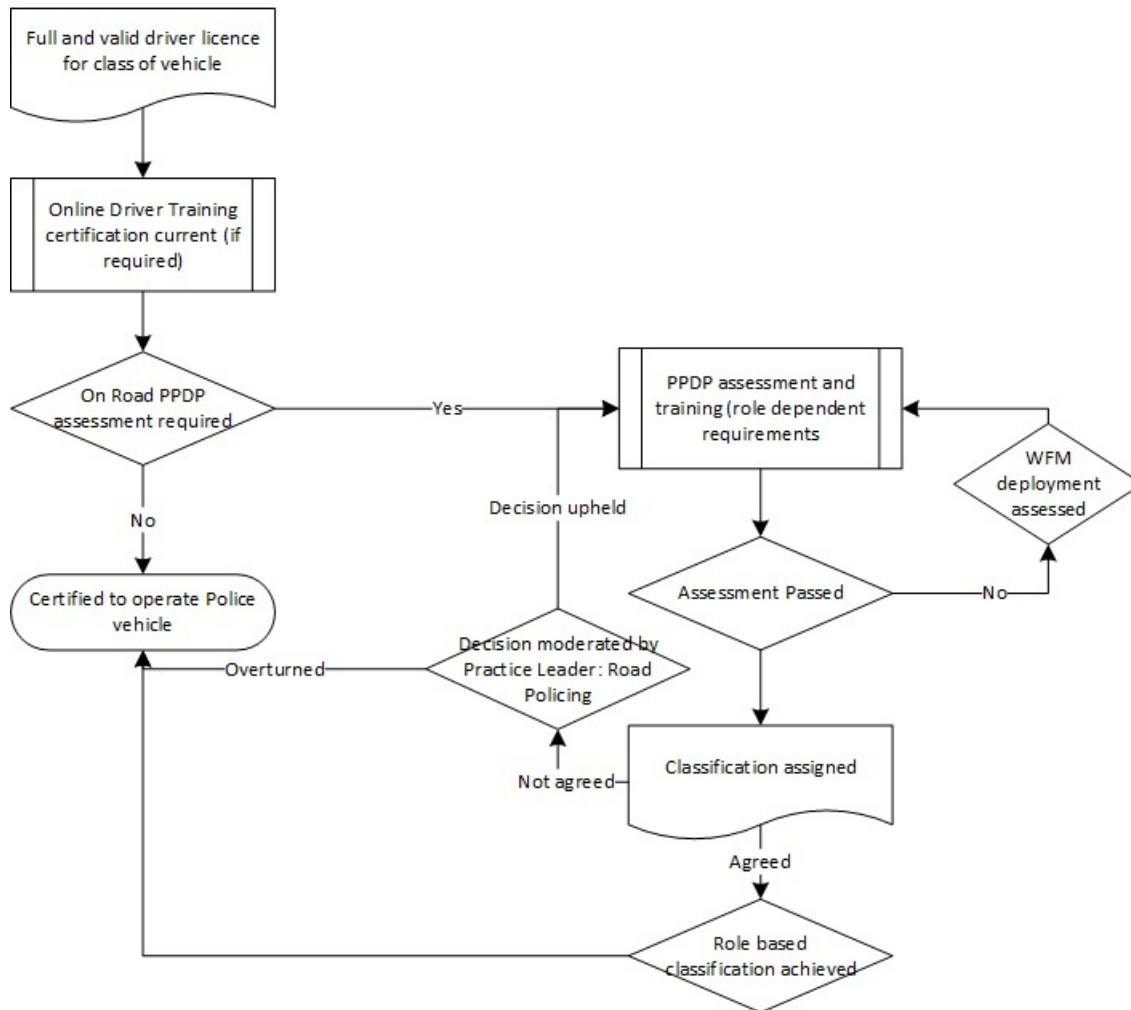 Full and valid driver licence
for class of vehicle
Online Driver Training
certification current (if
required)
On Road PPDP
assessment required
Yes
No
Certified to operate Police
vehicle
PPDP assessment and
training (role dependent
requirements
WFM
deployment
assessed
Decision upheld
Assessment Passed
No
Decision moderated by
Practice Leader: Road
Policing
Overturned
Not agreed
Classification assigned
Agreed
Role based
classification achieved